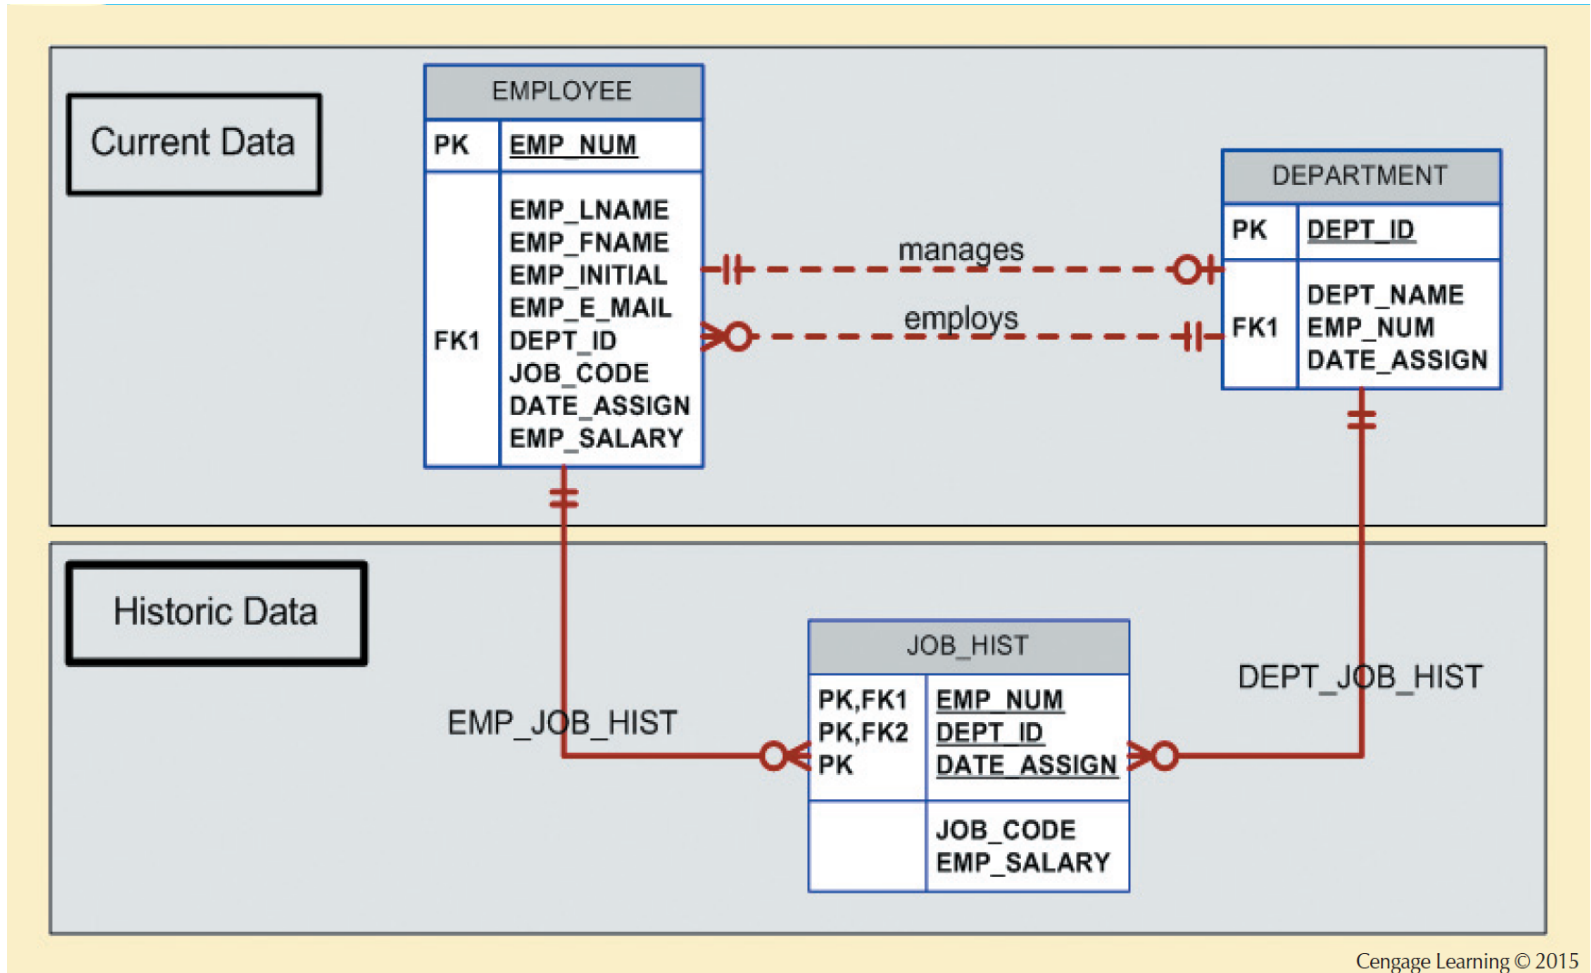 Current Data
EMPLOYEE
PK EMP_NUM
EMP_LNAME
EMP_FNAME
EMP_INITIAL
EMP_E_MAIL
FK1 DEPT_ID
JOB_CODE
DATE_ASSIGN
EMP_SALARY
manages
employs
DEPARTMENT
PK DEPT_ID
DEPT_NAME
FK1 EMP_NUM
DATE_ASSIGN
Historic Data
EMP_JOB_HIST
JOB_HIST
PK,FK1 EMP_NUM
PK,FK2 DEPT_ID
PK DATE_ASSIGN
JOB_CODE
EMP_SALARY
DEPT_JOB_HIST
Cengage Learning © 2015